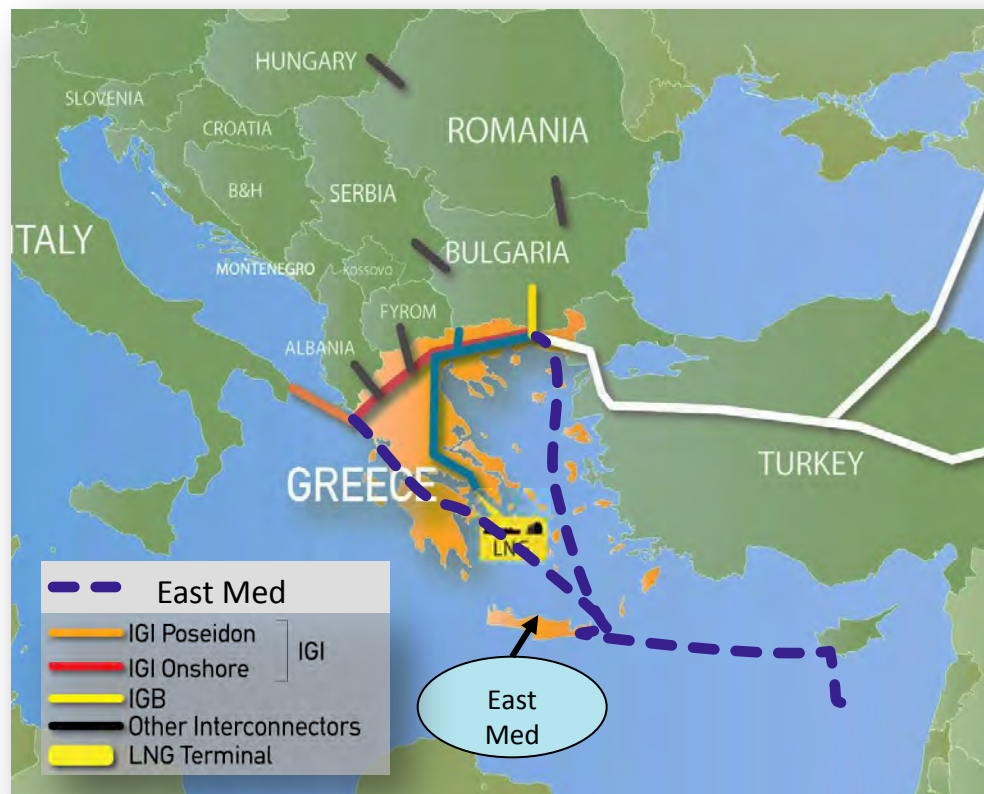 HUNGARY
SLOVENIA
CROATIA
ROMANIA
B&H
SERBIA
ITALY
BULGARIA
MONTENEGRO
KOSSOVO
FYROM
ALBANIA
TURKEY
GREECE
LNG
East Med
IGI Poseidon
IGI
IGI Onshore
IGB
Other Interconnectors
LNG Terminal
East
Med